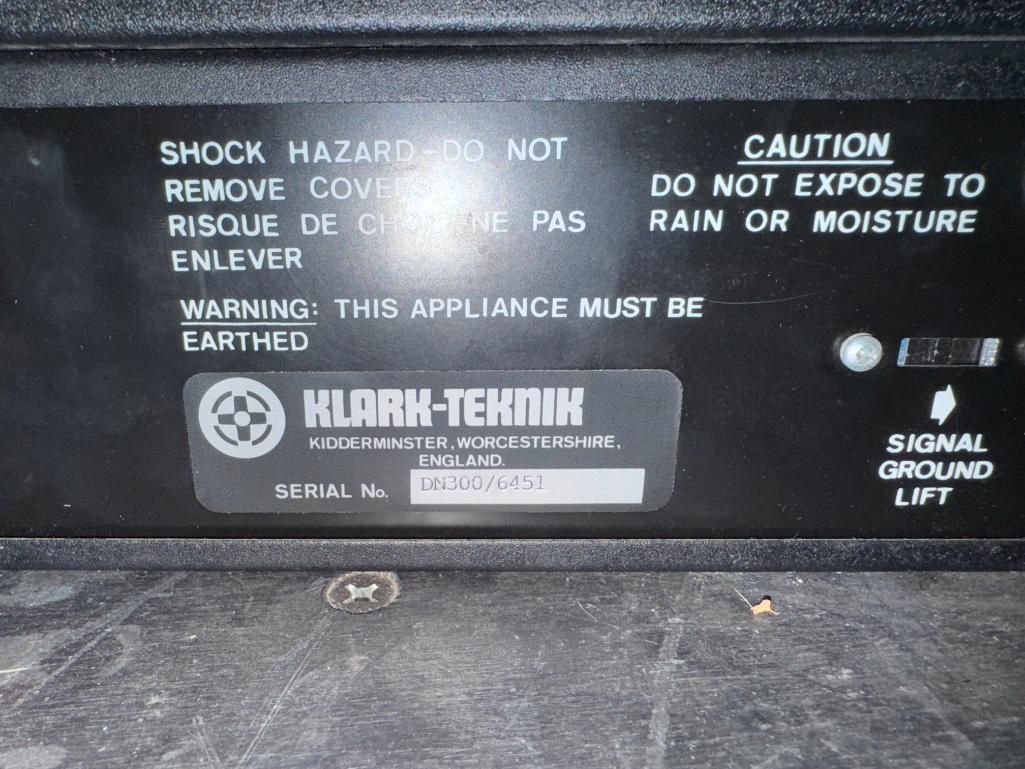 SHOCK HAZARD-DO NOT
REMOVE COVERS
RISQUE DE CHOC NE PAS
ENLEVER
WARNING: THIS APPLIANCE MUST BE
EARTHED
CAUTION
DO NOT EXPOSE TO
RAIN OR MOISTURE
KLARK-TEKNIK
KIDDERMINSTER, WORCESTERSHIRE,
ENGLAND.
SERIAL No. DN300/6451
SIGNAL
GROUND
LIFT